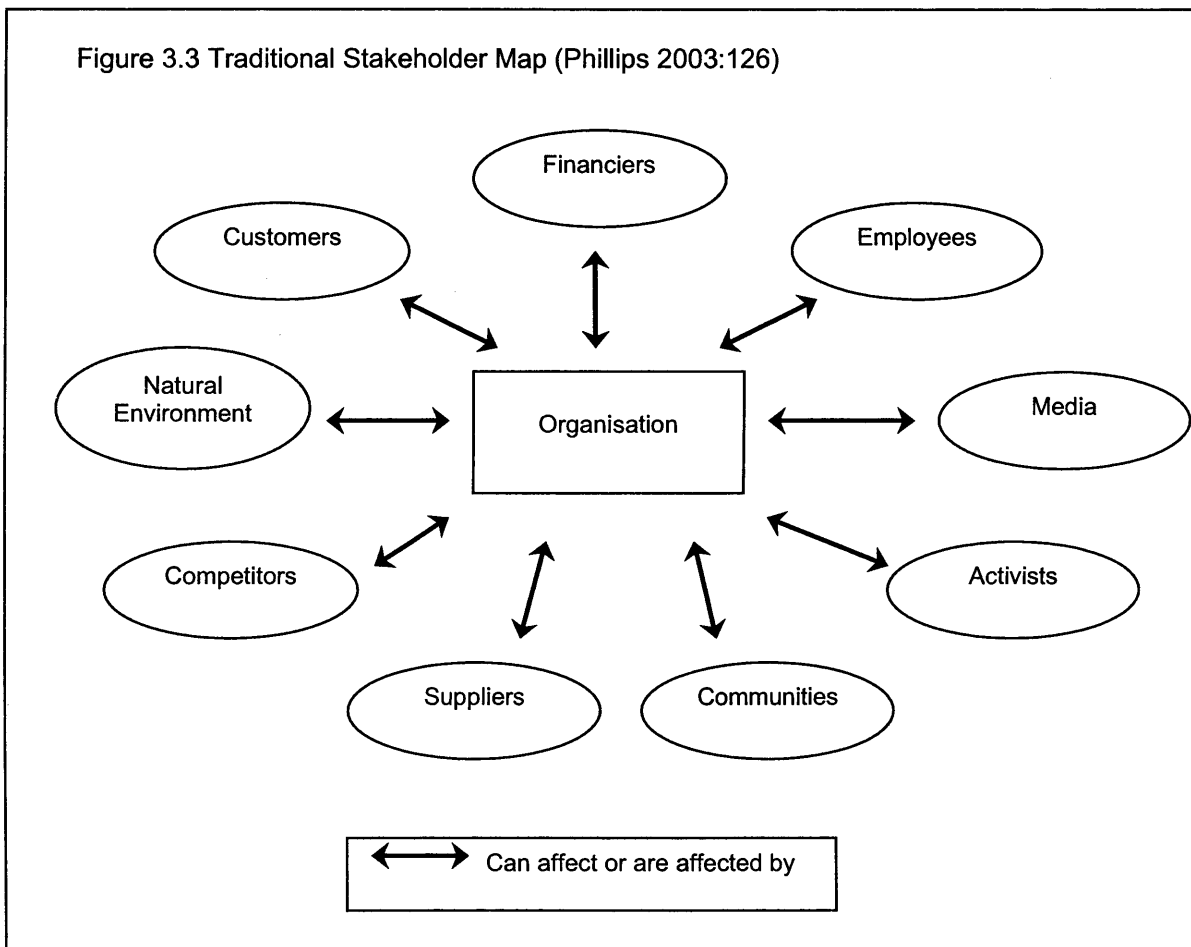 Figure 3.3 Traditional Stakeholder Map (Phillips 2003:126)
Financiers
Customers
Employees
Natural
Environment
Organisation
Media
Competitors
Activists
Suppliers
Communities
Can affect or are affected by